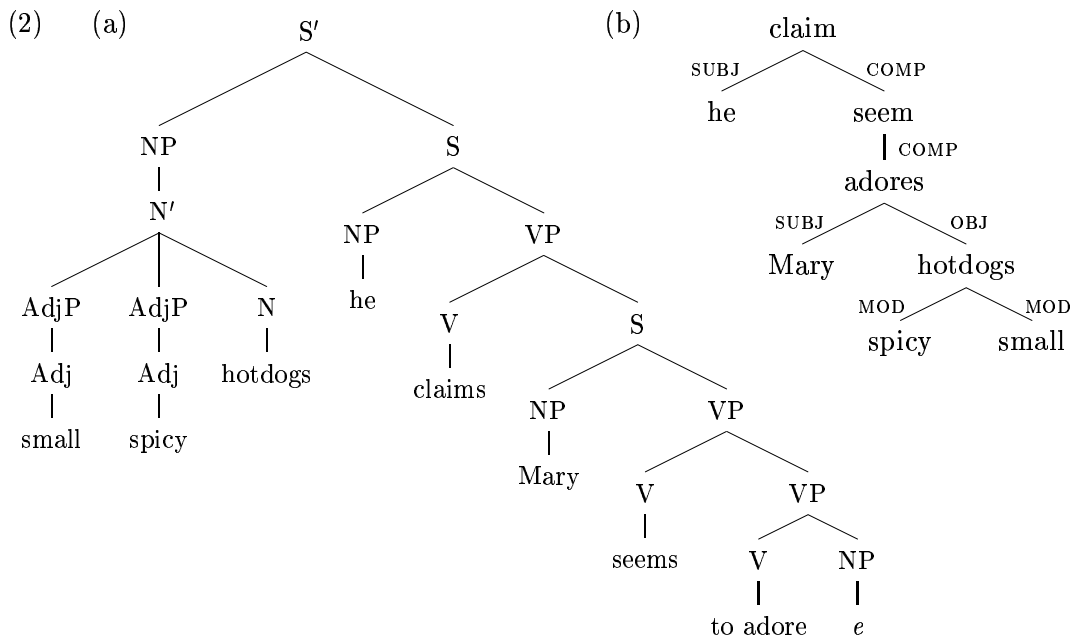 (2) (a) S′ (b) claim
SUBJ COMP
he seem
NP S COMP
adores
N′ SUBJ OBJ
NP VP Mary hotdogs
he MOD MOD
AdjP AdjP N V S spicy small
Adj Adj hotdogs claims
NP VP
small spicy
Mary V VP
seems V NP
to adore e